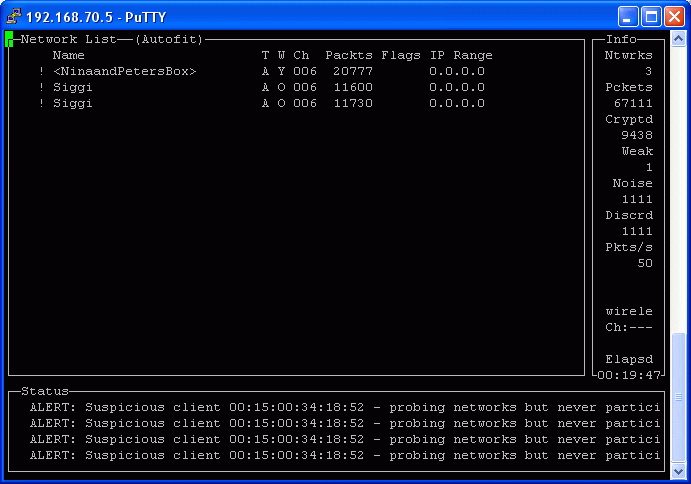 192.168.70.5 - PuTTY
Network List—(Autofit)
Name T W Ch Packts Flags IP Range
! <NinaandPetersBox> A Y 006 20777 0.0.0.0
! Siggi A O 006 11600 0.0.0.0
! Siggi A O 006 11730 0.0.0.0
Info
Ntwrks
3
Pckets
67111
Cryptd
9438
Weak
1
Noise
1111
Discrd
1111
Pkts/s
50
wirele
Ch:---
Elapsd
00:19:47
Status
ALERT: Suspicious client 00:15:00:34:18:52 - probing networks but never partici
ALERT: Suspicious client 00:15:00:34:18:52 - probing networks but never partici
ALERT: Suspicious client 00:15:00:34:18:52 - probing networks but never partici
ALERT: Suspicious client 00:15:00:34:18:52 - probing networks but never partici